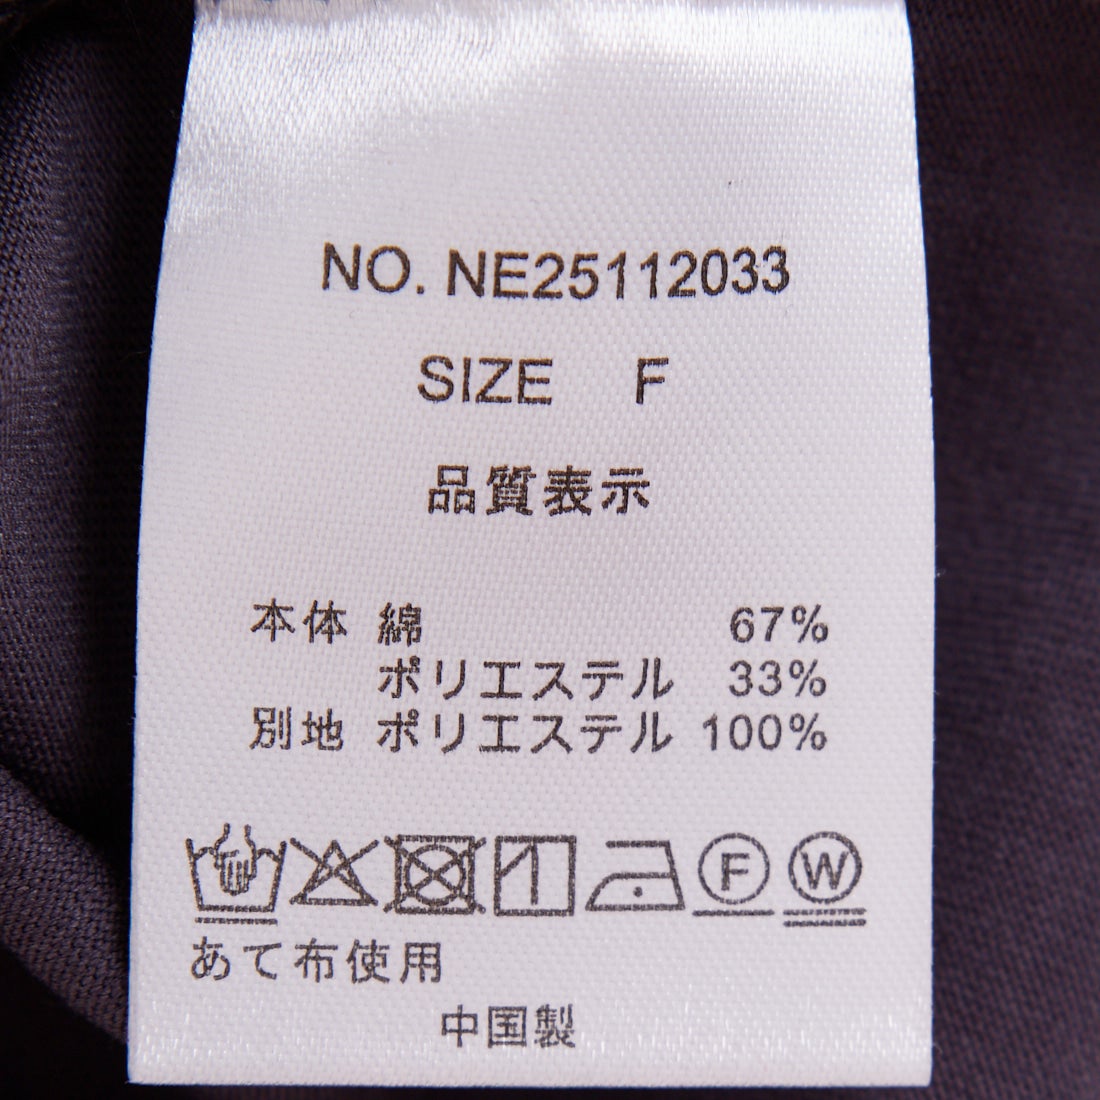 NO. NE25112033
SIZE F
品質表示
本体 綿 67%
ポリエステル 33%
別地 ポリエステル 100%
F W
あて布使用
中国製